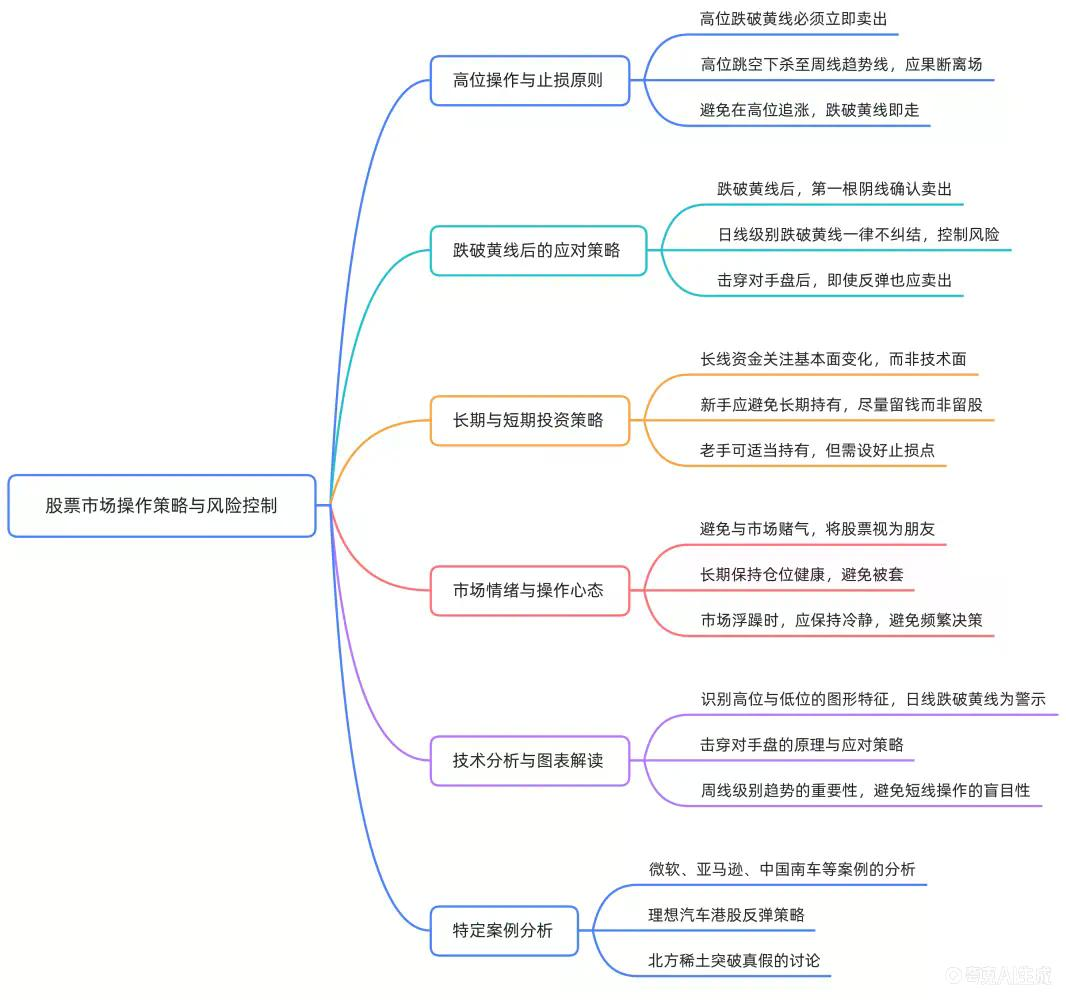 股票市场操作策略与风险控制
高位操作与止损原则
高位跌破黄线必须立即卖出
高位跳空下杀至周线趋势线，应果断离场
避免在高位追涨，跌破黄线即走
跌破黄线后的应对策略
跌破黄线后，第一根阴线确认卖出
日线级别跌破黄线一律不纠结，控制风险
击穿对手盘后，即使反弹也应卖出
长期与短期投资策略
长线资金关注基本面变化，而非技术面
新手应避免长期持有，尽量留钱而非留股
老手可适当持有，但需设好止损点
市场情绪与操作心态
避免与市场赌气，将股票视为朋友
长期保持仓位健康，避免被套
市场浮躁时，应保持冷静，避免频繁决策
技术分析与图表解读
识别高位与低位的图形特征，日线跌破黄线为警示
击穿对手盘的原理与应对策略
周线级别趋势的重要性，避免短线操作的盲目性
特定案例分析
微软、亚马逊、中国南车等案例的分析
理想汽车港股反弹策略
北方稀土突破真假的讨论
夸克AI生成